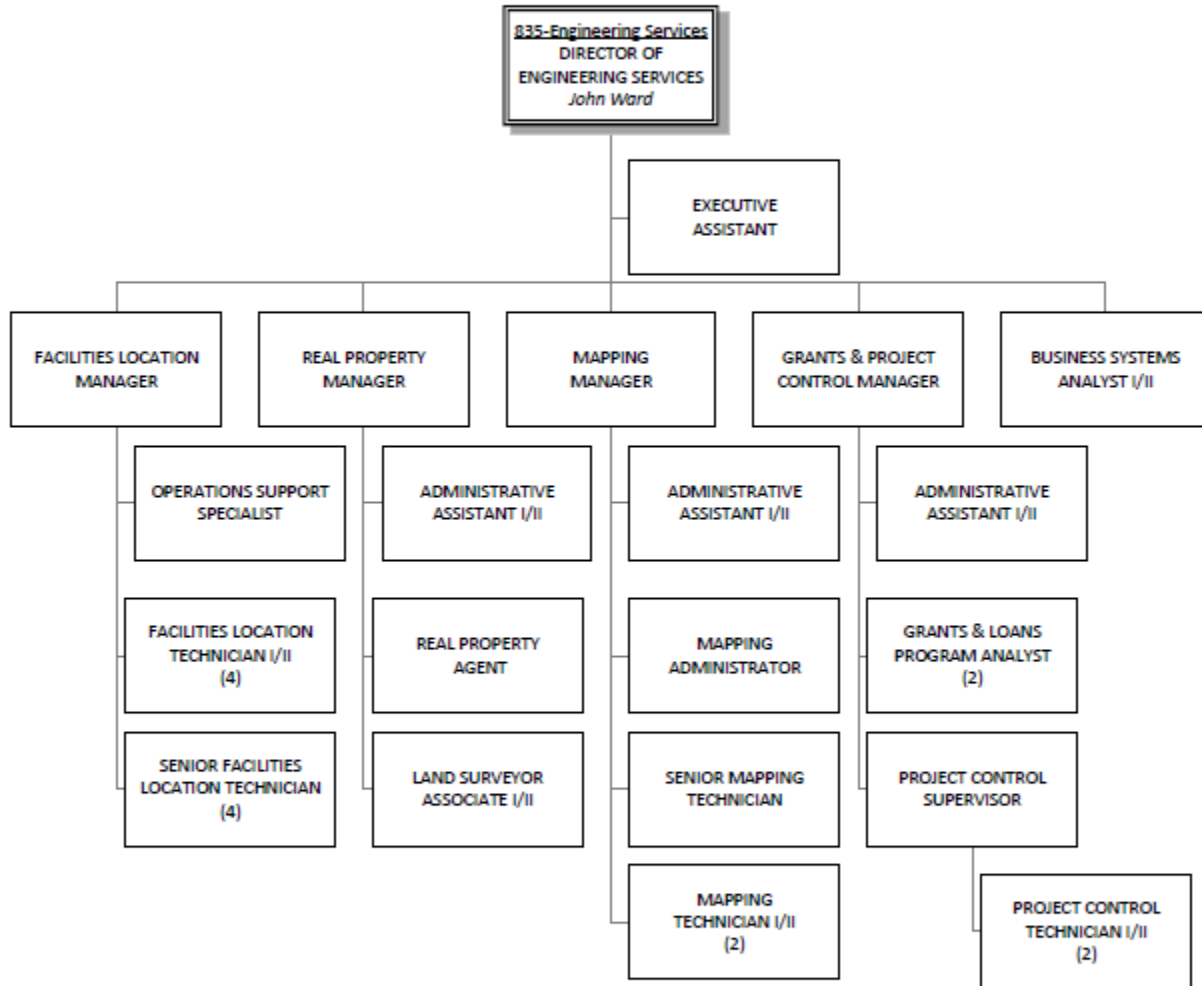 835-Engineering Services
DIRECTOR OF
ENGINEERING SERVICES
John Ward
EXECUTIVE
ASSISTANT
FACILITIES LOCATION
MANAGER
REAL PROPERTY
MANAGER
MAPPING
MANAGER
GRANTS & PROJECT
CONTROL MANAGER
BUSINESS SYSTEMS
ANALYST I/II
OPERATIONS SUPPORT
SPECIALIST
ADMINISTRATIVE
ASSISTANT I/II
ADMINISTRATIVE
ASSISTANT I/II
ADMINISTRATIVE
ASSISTANT I/II
FACILITIES LOCATION
TECHNICIAN I/II
(4)
REAL PROPERTY
AGENT
MAPPING
ADMINISTRATOR
GRANTS & LOANS
PROGRAM ANALYST
(2)
SENIOR FACILITIES
LOCATION TECHNICIAN
(4)
LAND SURVEYOR
ASSOCIATE I/II
SENIOR MAPPING
TECHNICIAN
PROJECT CONTROL
SUPERVISOR
MAPPING
TECHNICIAN I/II
(2)
PROJECT CONTROL
TECHNICIAN I/II
(2)